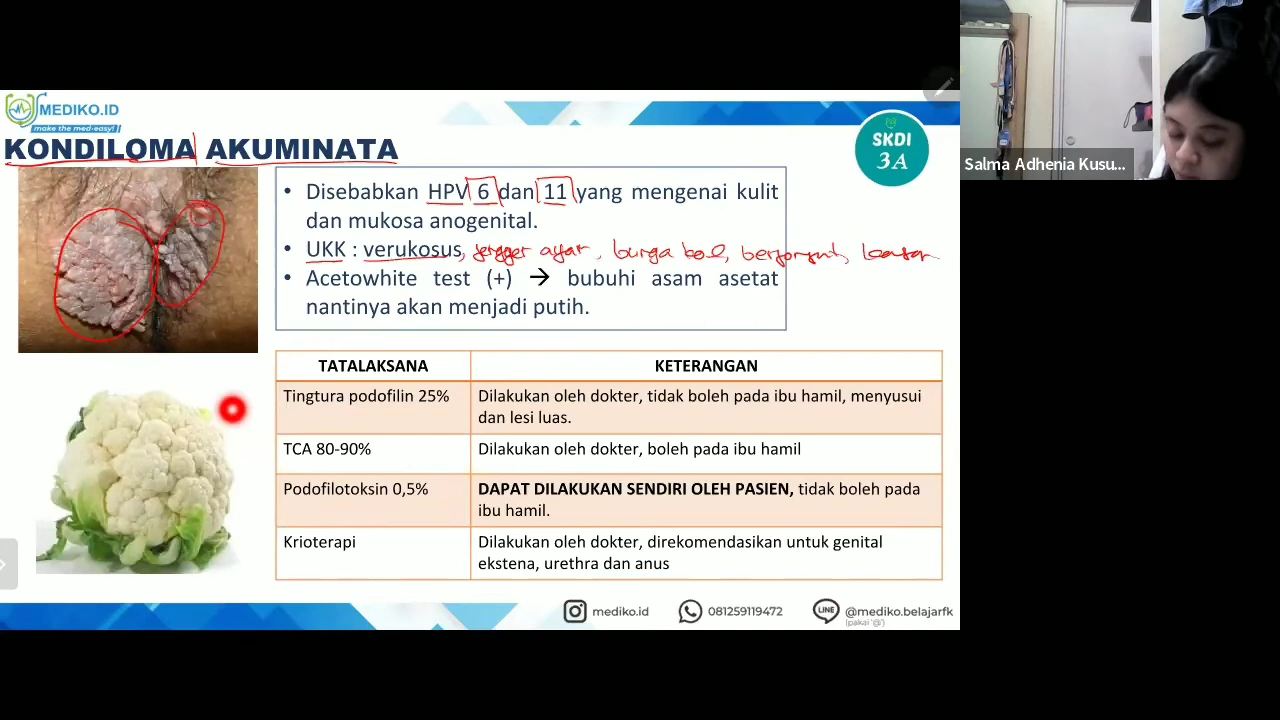 MEDIKO.ID
make the med-easy!
KONDILOMA AKUMINATA
SKDI
3A
Salma Adhenia Kusu...
• Disebabkan HPV 6 dan 11 yang mengenai kulit
dan mukosa anogenital.
• UKK : verukosus, jengger ayam, bunga kol, berjonjot,
• Acetowhite test (+) → bubuhi asam asetat
nantinya akan menjadi putih.
TATALAKSANA KETERANGAN
Tingtura podofilin 25% Dilakukan oleh dokter, tidak boleh pada ibu hamil, menyusui
dan lesi luas.
TCA 80-90% Dilakukan oleh dokter, boleh pada ibu hamil
Podofilotoksin 0,5% DAPAT DILAKUKAN SENDIRI OLEH PASIEN, tidak boleh pada
ibu hamil.
Krioterapi Dilakukan oleh dokter, direkomendasikan untuk genital
ekstena, urethra dan anus
mediko.id
081259119472
LINE
@mediko.belajarfk
(pakai '@')